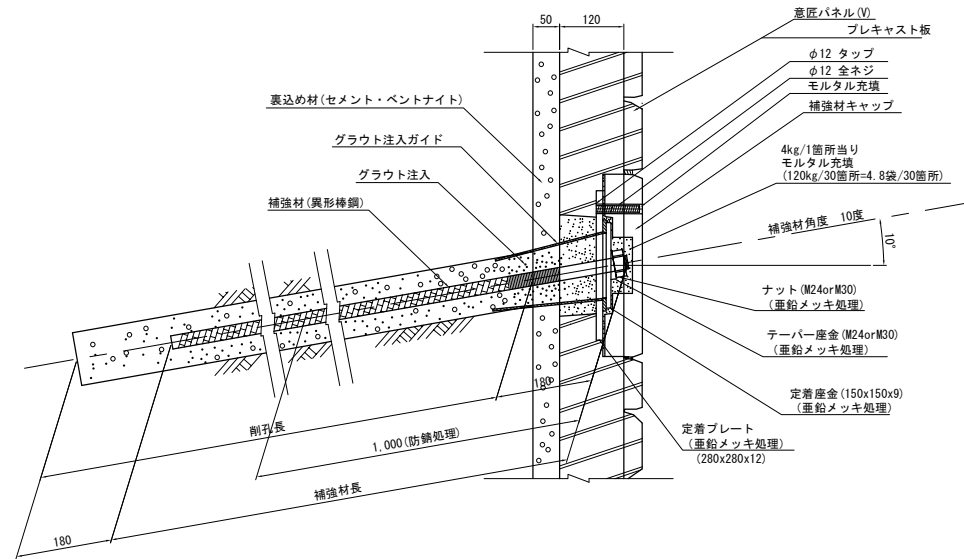 50
120
意匠パネル(V)
プレキャスト板
φ12 タップ
φ12 全ネジ
モルタル充填
補強材キャップ
裏込め材(セメント・ベントナイト)
グラウト注入ガイド
グラウト注入
補強材(異形棒鋼)
4kg/1箇所当り
モルタル充填
(120kg/30箇所=4.8袋/30箇所)
補強材角度 10度
10°
ナット(M24orM30)
(亜鉛メッキ処理)
テーパー座金(M24orM30)
(亜鉛メッキ処理)
定着座金(150x150x9)
(亜鉛メッキ処理)
定着プレート
(亜鉛メッキ処理)
(280x280x12)
180
削孔長
1,000(防錆処理)
補強材長
180